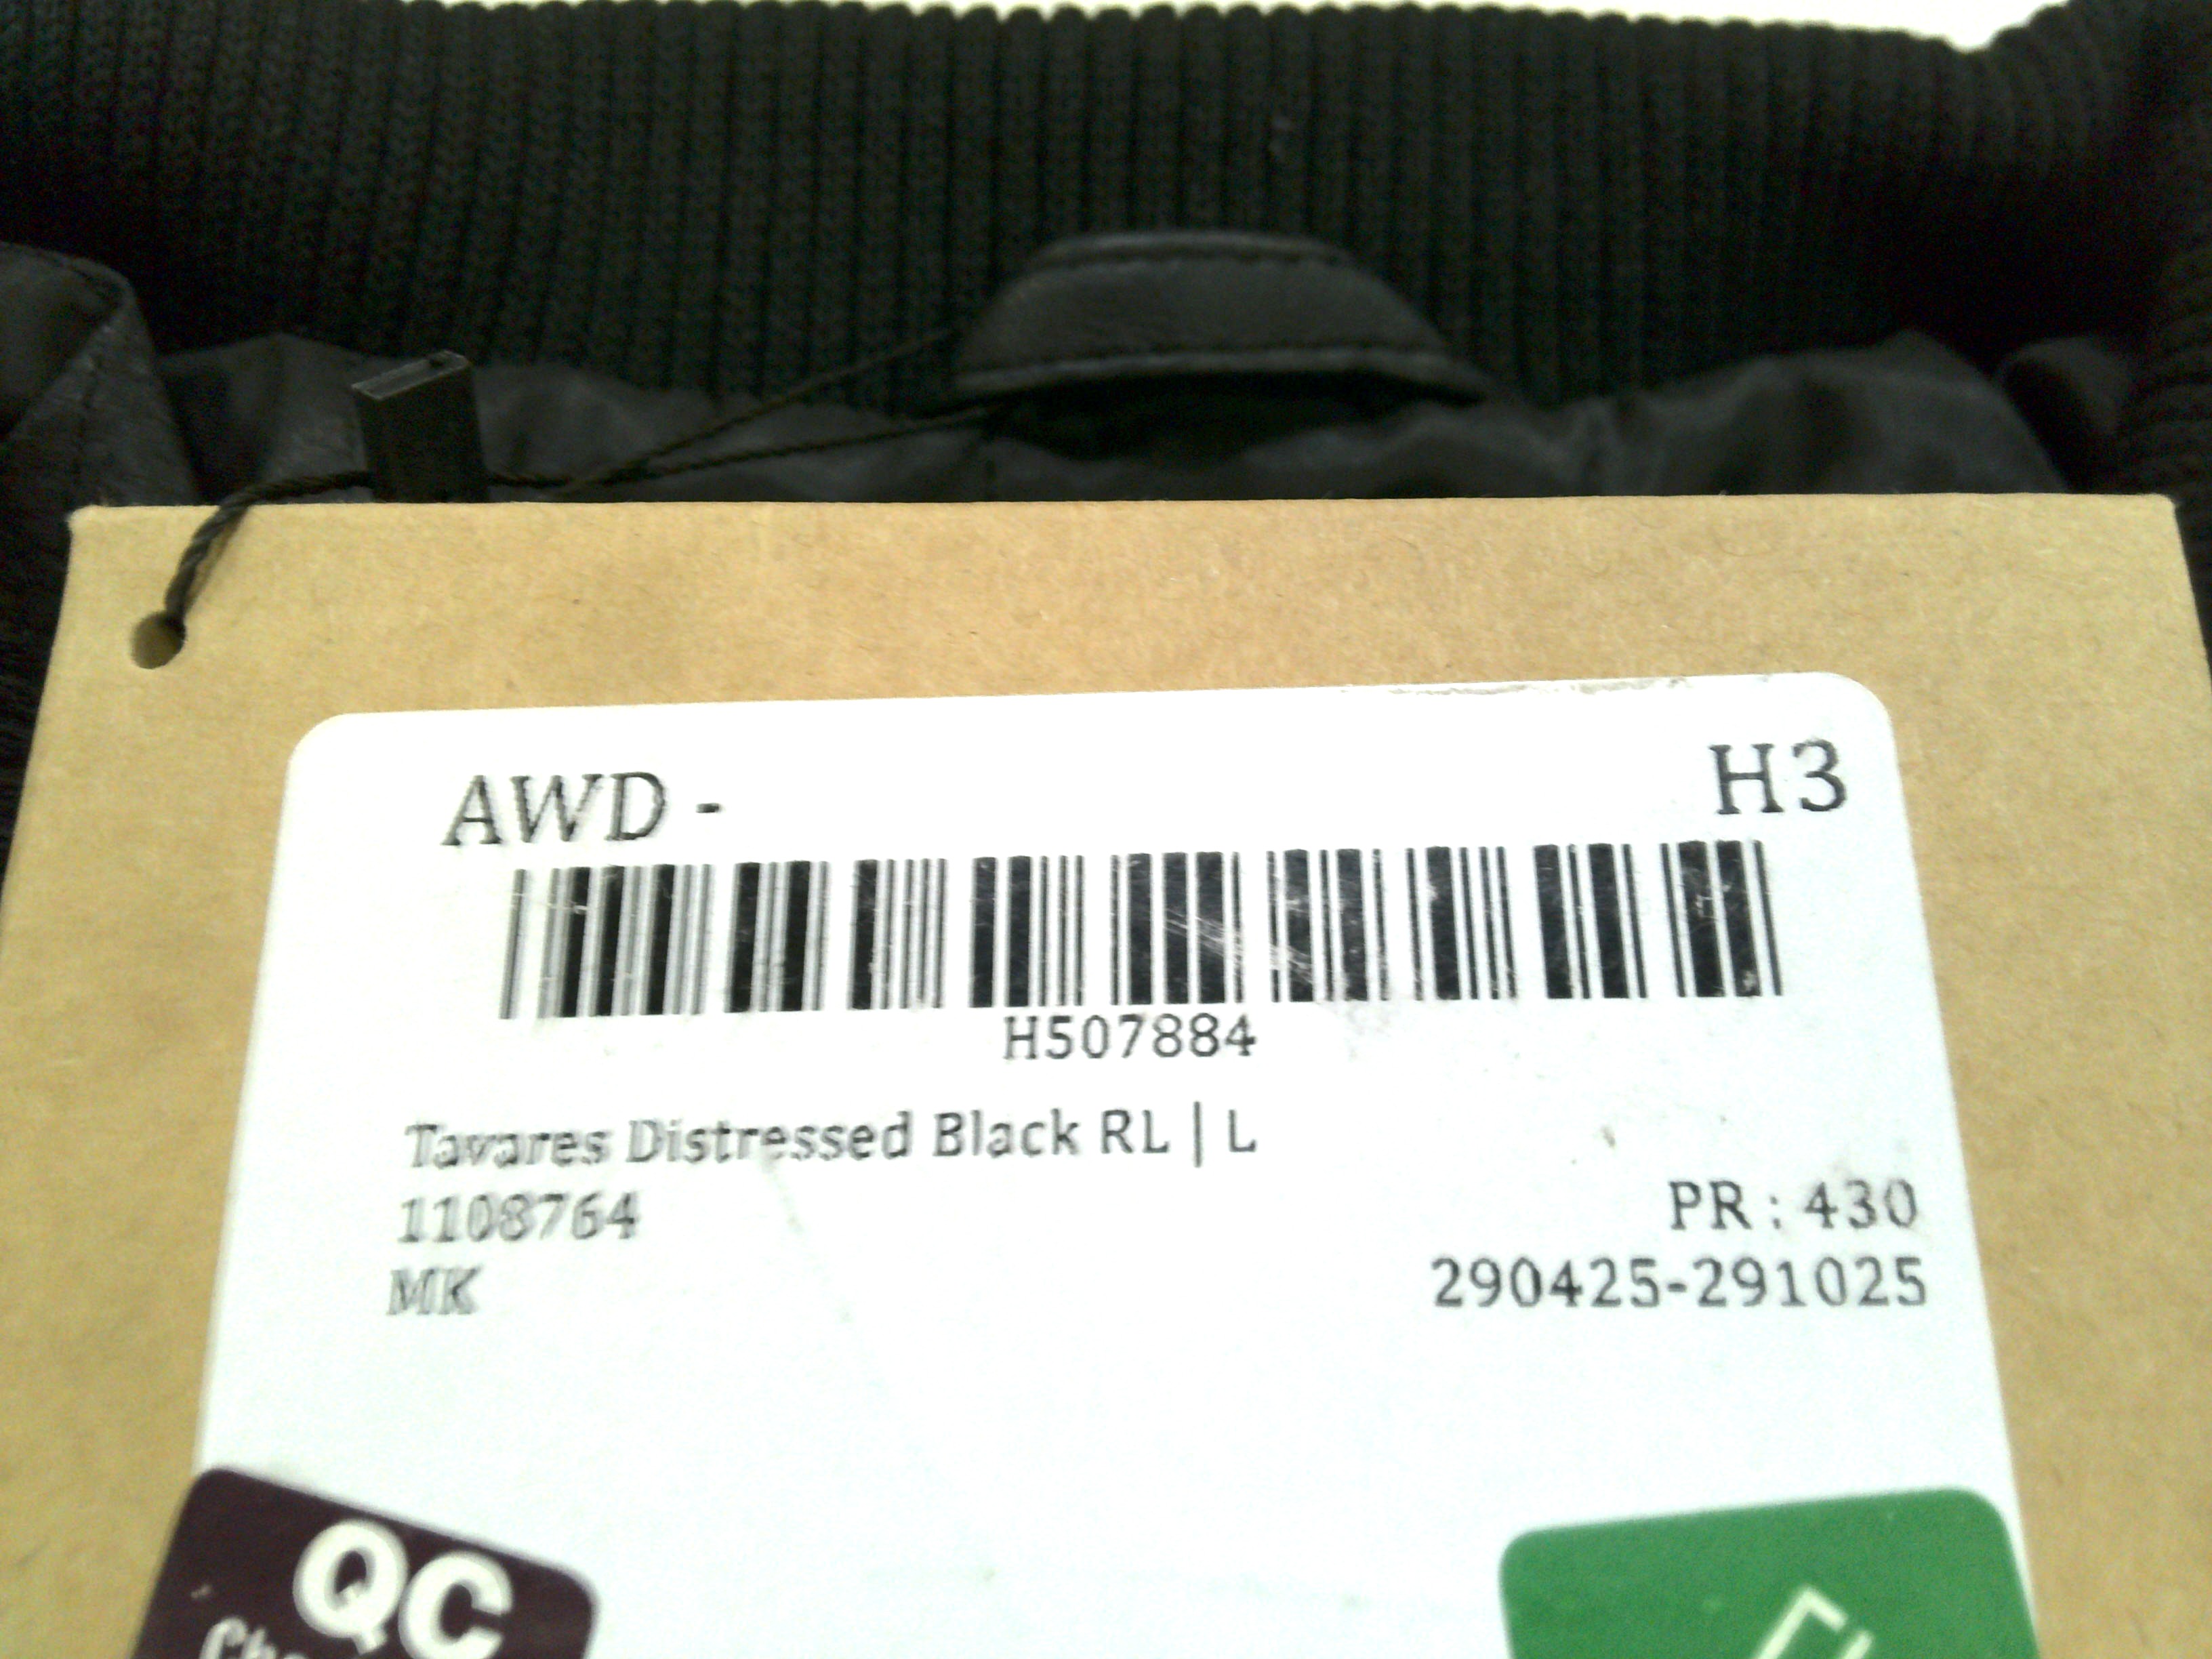 AWD -
H3
H507884
Tavares Distressed Black RL | L
1108764
PR : 430
MK
290425-291025
QC